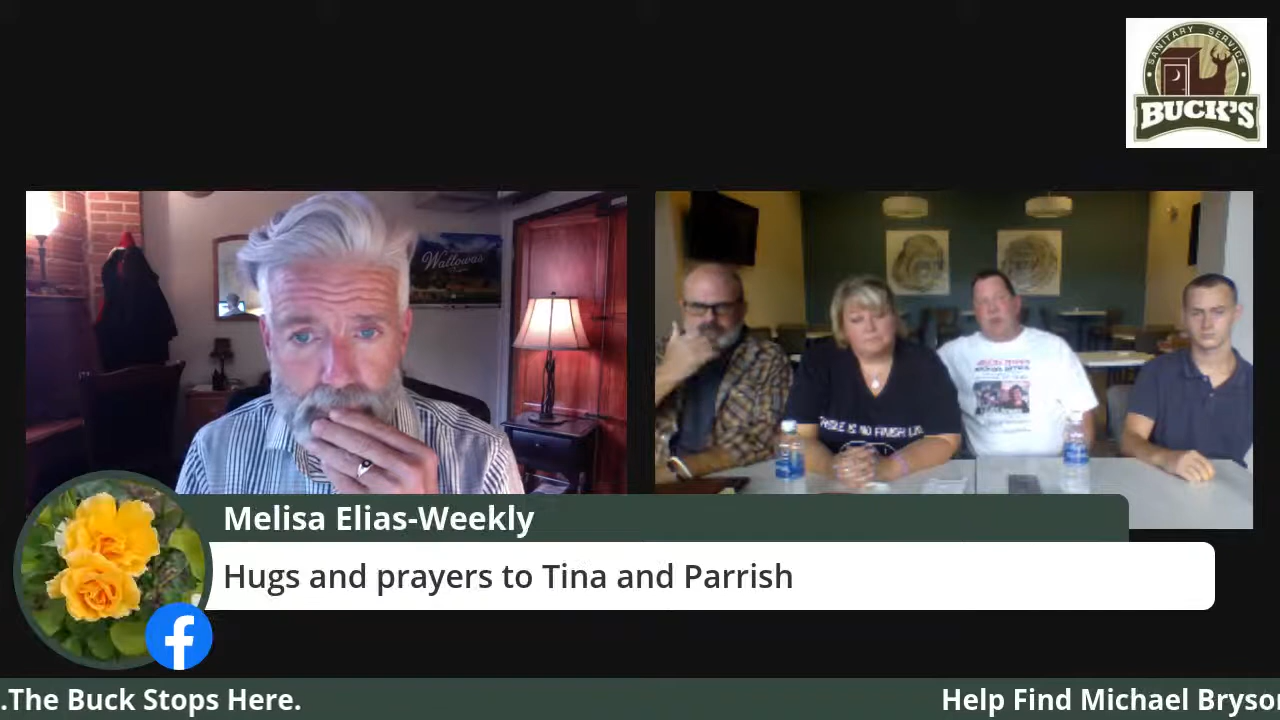 SANITARY SERVICE
BUCK'S
Wallowas
Melisa Elias-Weekly
Hugs and prayers to Tina and Parrish
.The Buck Stops Here.
Help Find Michael Bryson